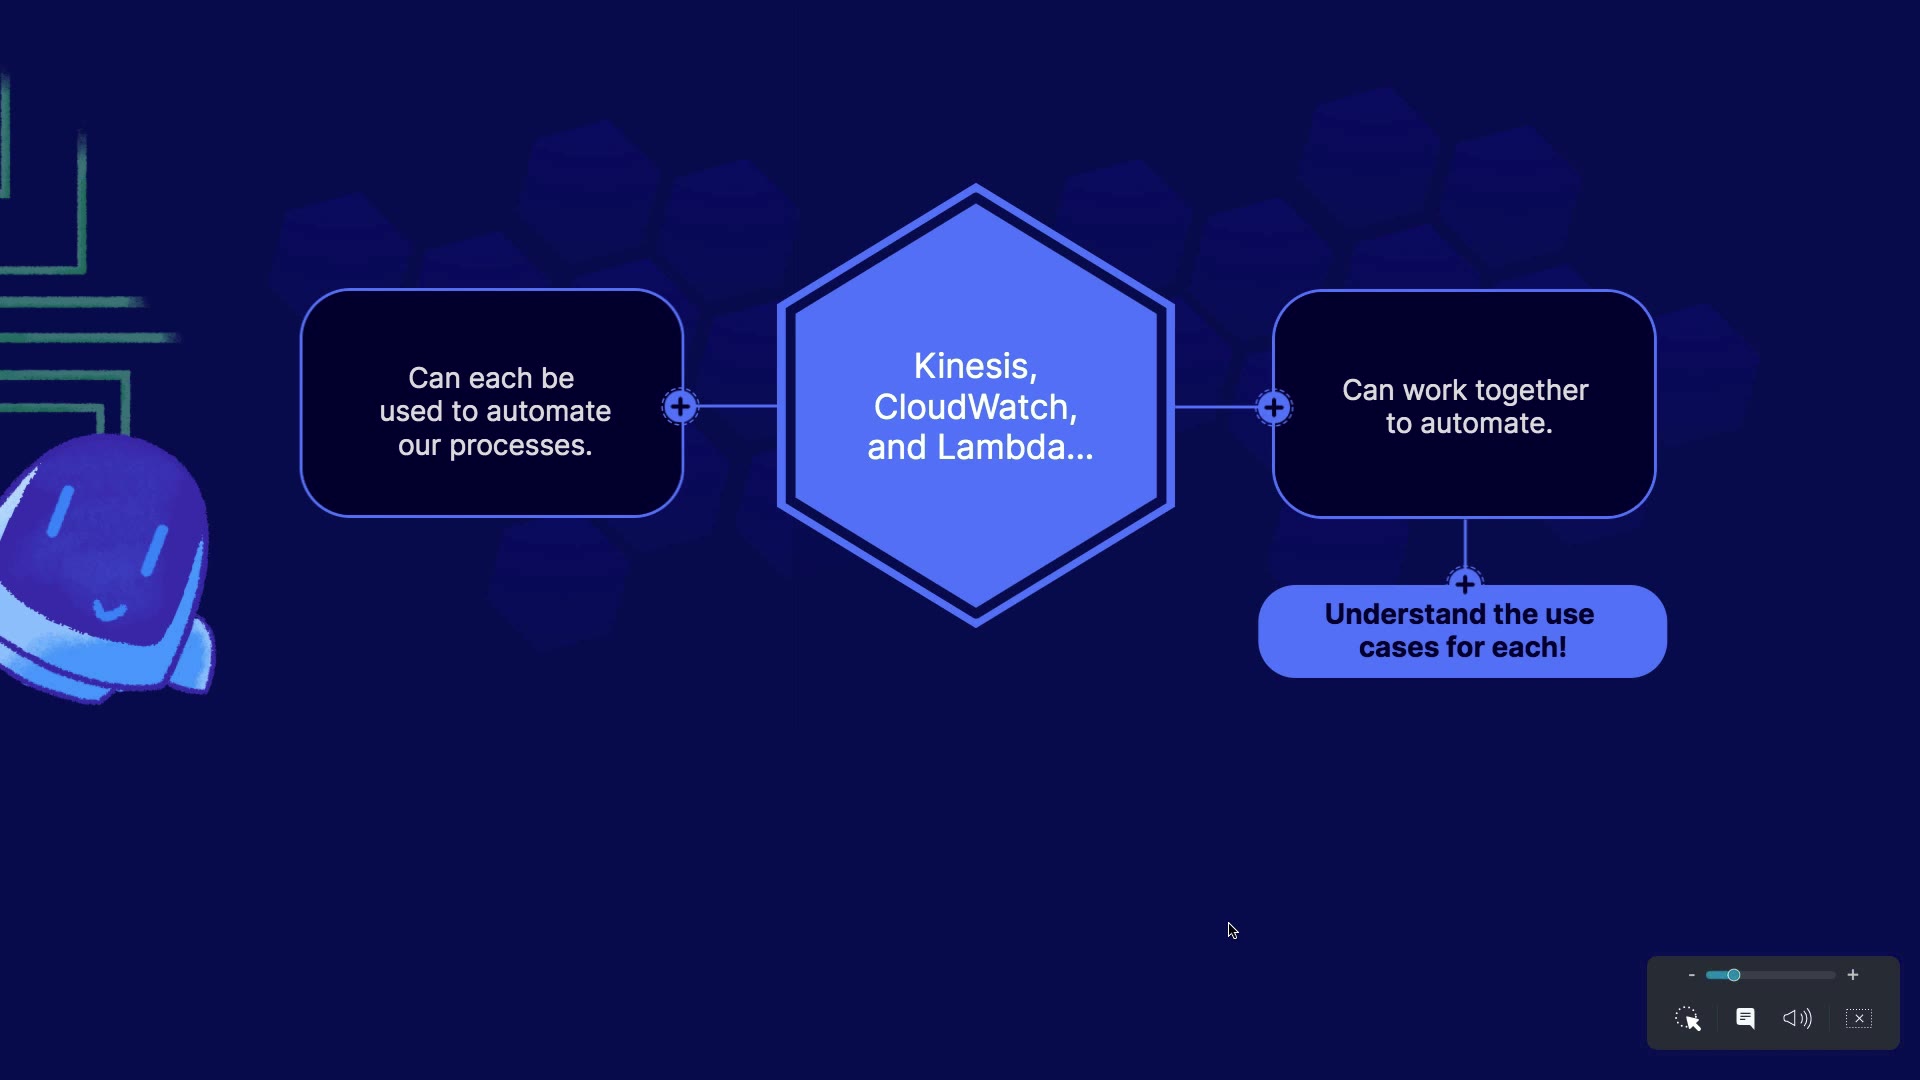 Can each be
used to automate
our processes.
Kinesis,
CloudWatch,
and Lambda...
Can work together
to automate.
Understand the use
cases for each!